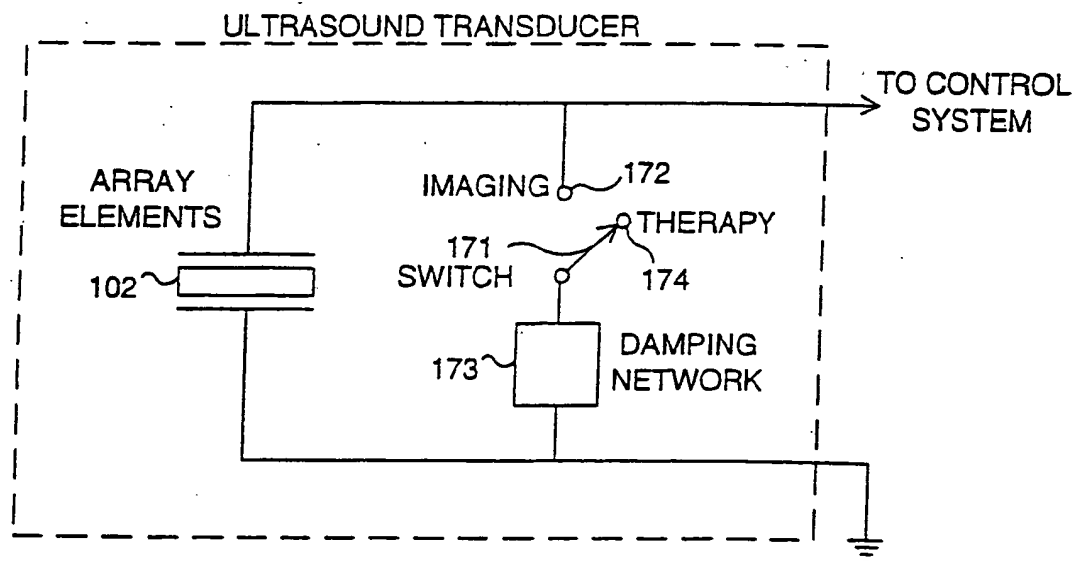 ULTRASOUND TRANSDUCER
TO CONTROL
SYSTEM
ARRAY
ELEMENTS
102
IMAGING
172
THERAPY
171
SWITCH
174
173
DAMPING
NETWORK